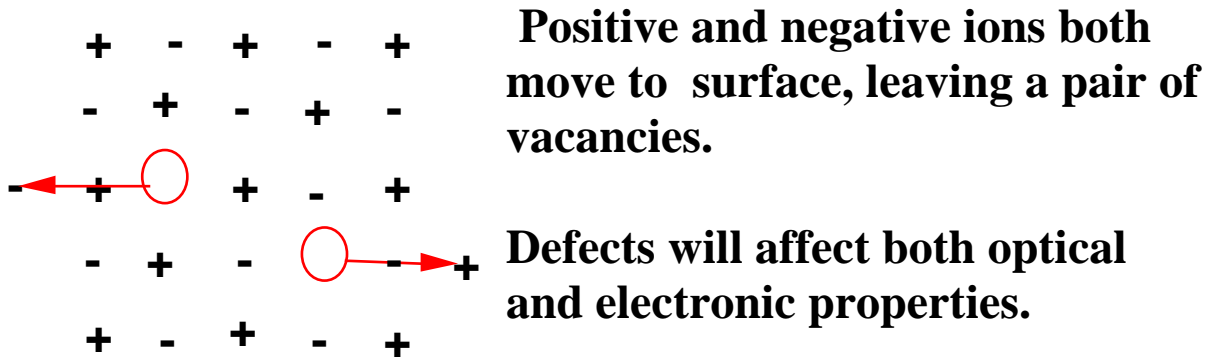 + - + - +
- + - + -
- + + - +
- + - - +
+ - + - +
Positive and negative ions both
move to surface, leaving a pair of
vacancies.
Defects will affect both optical
and electronic properties.